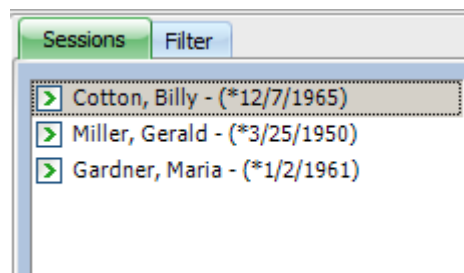 Sessions Filter
Cotton, Billy - (*12/7/1965)
Miller, Gerald - (*3/25/1950)
Gardner, Maria - (*1/2/1961)